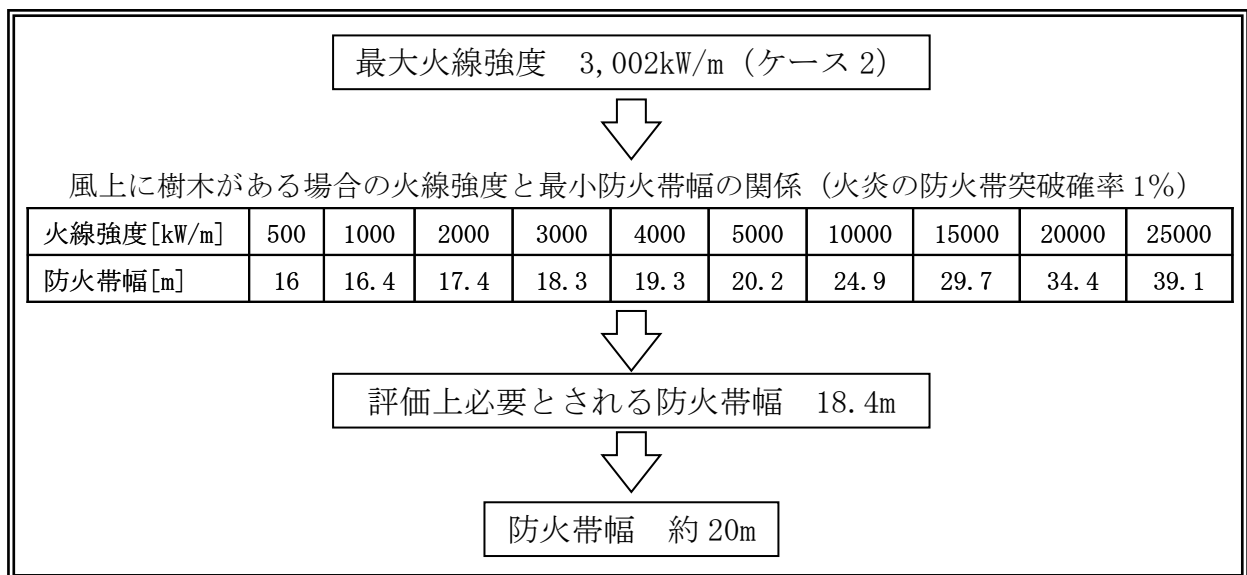 最大火線強度　3,002kW/m（ケース 2）
風上に樹木がある場合の火線強度と最小防火帯幅の関係（火炎の防火帯突破確率 1%）
火線強度[kW/m] 500 1000 2000 3000 4000 5000 10000 15000 20000 25000
防火帯幅[m] 16 16.4 17.4 18.3 19.3 20.2 24.9 29.7 34.4 39.1
評価上必要とされる防火帯幅　18.4m
防火帯幅　約 20m